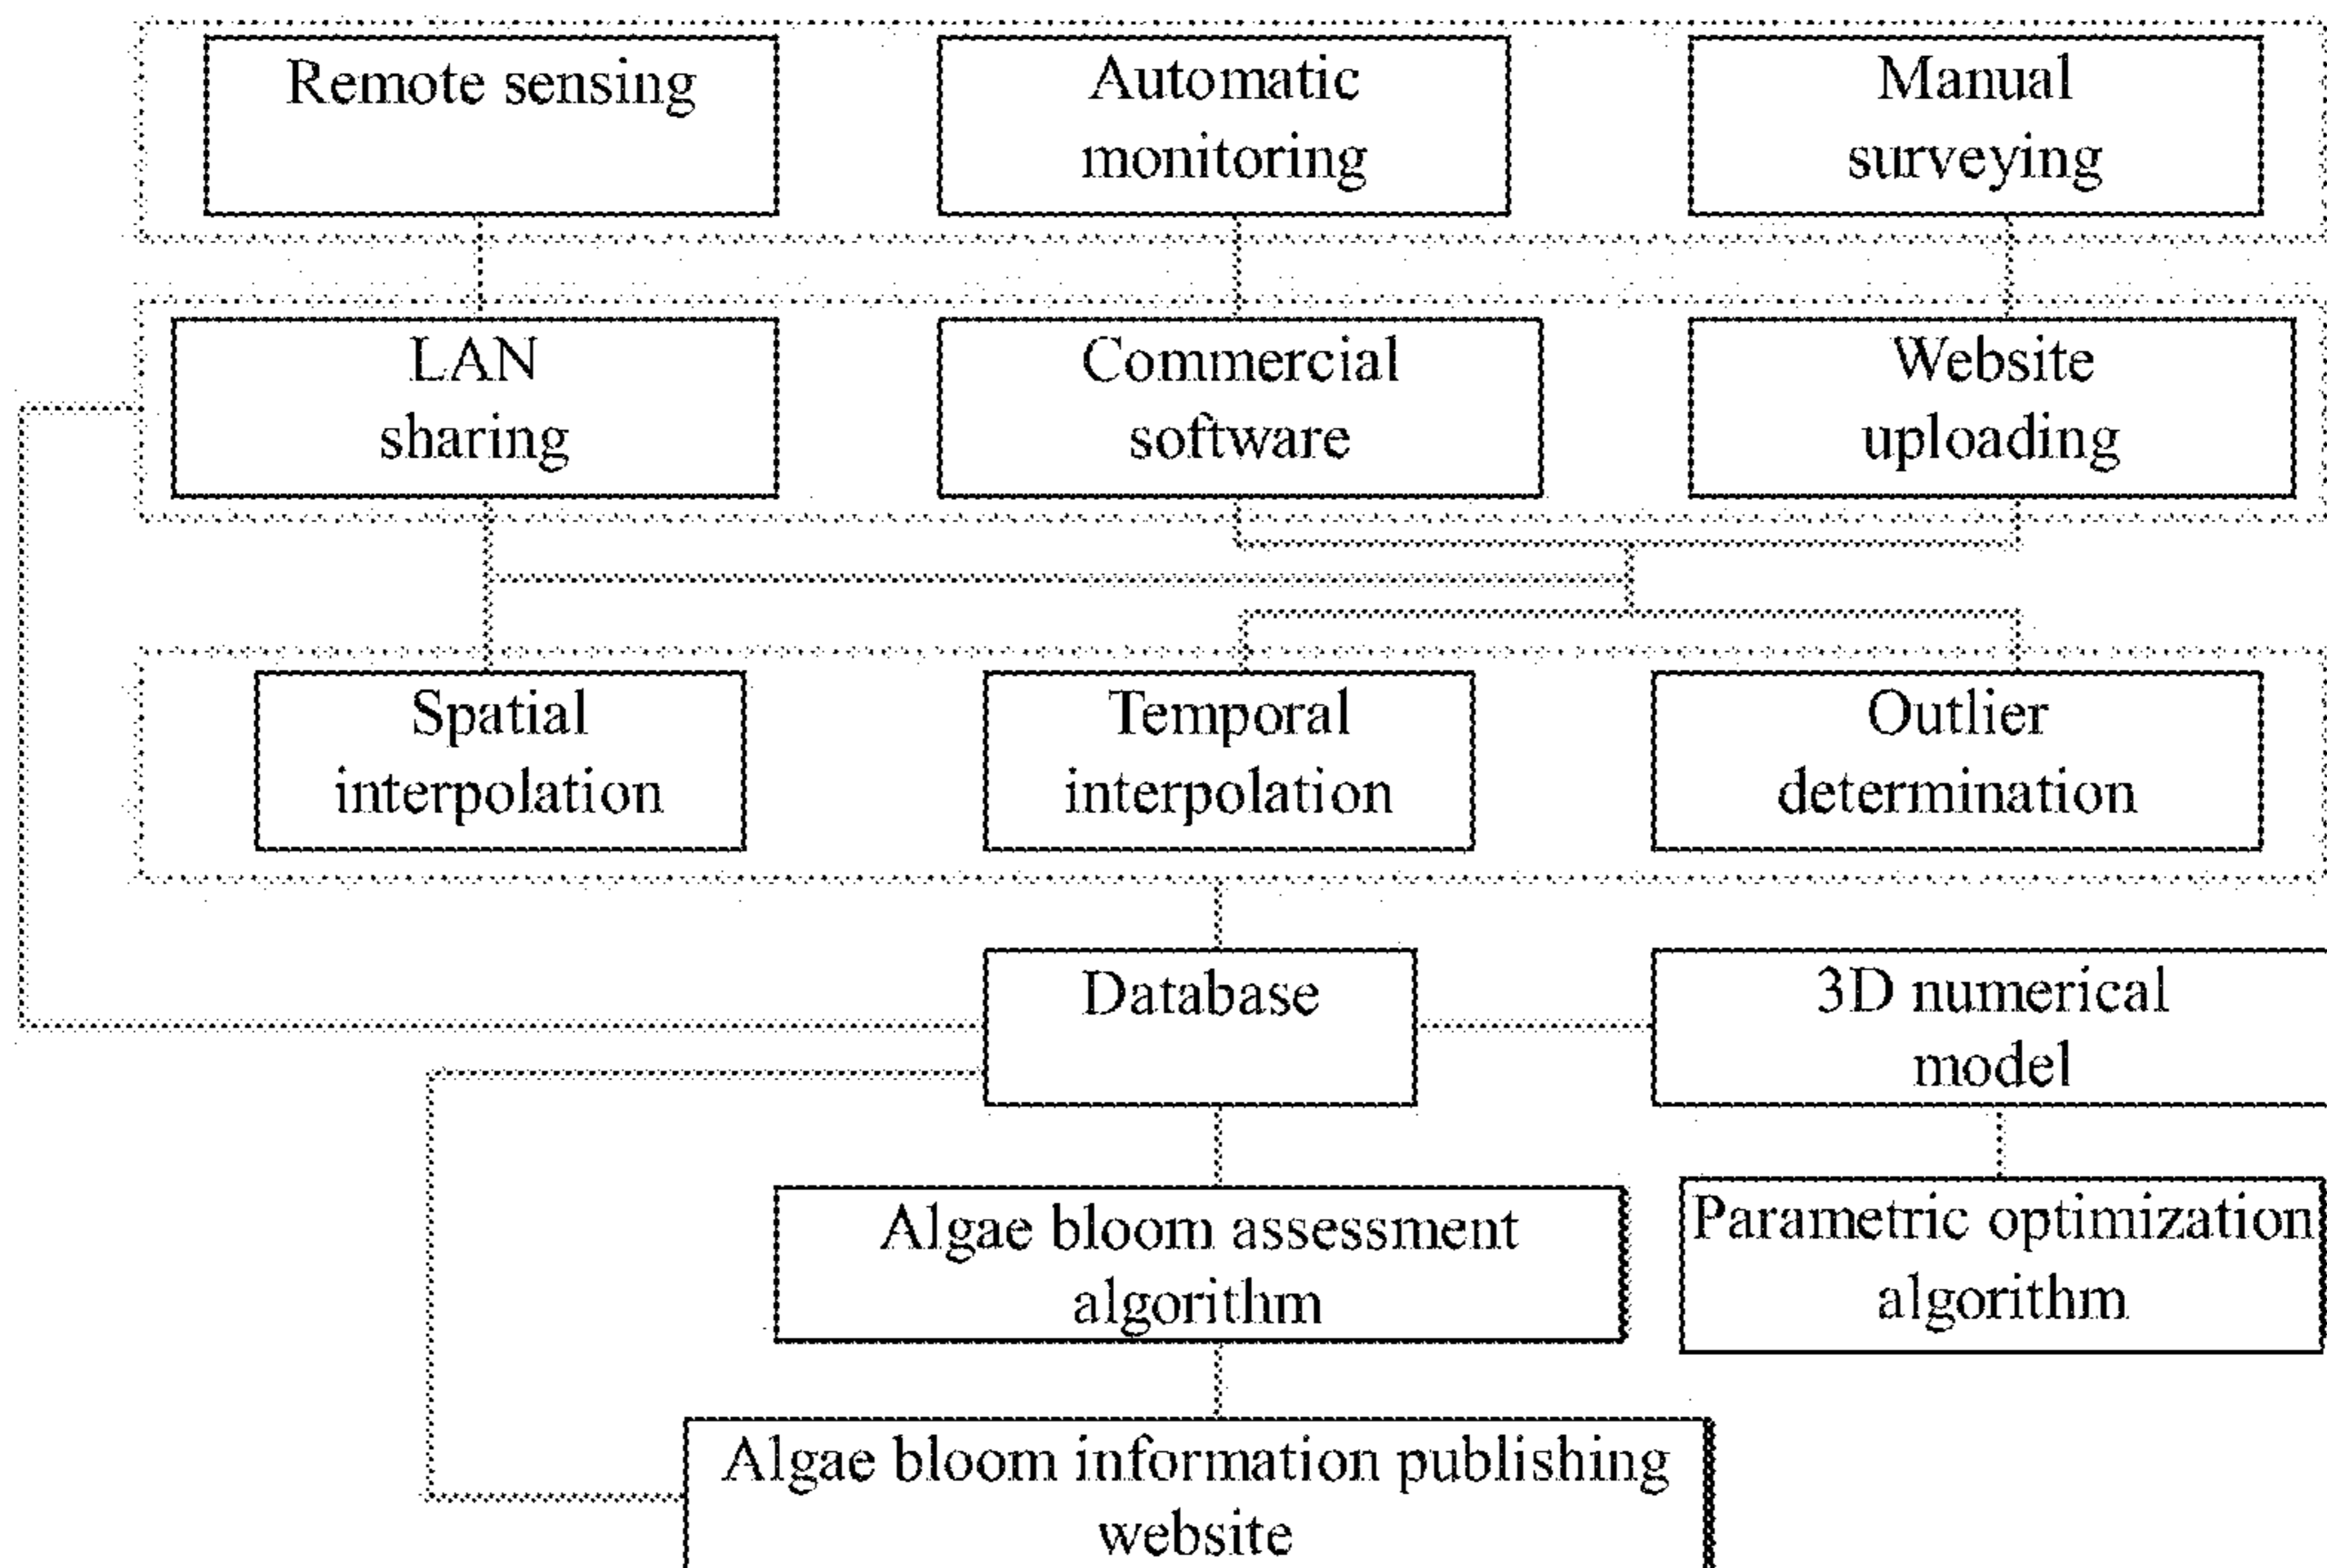 Remote sensing
Automatic
monitoring
Manual
surveying
LAN
sharing
Commercial
software
Website
uploading
Spatial
interpolation
Temporal
interpolation
Outlier
determination
Database
3D numerical
model
Algae bloom assessment
algorithm
Parametric optimization
algorithm
Algae bloom information publishing
website